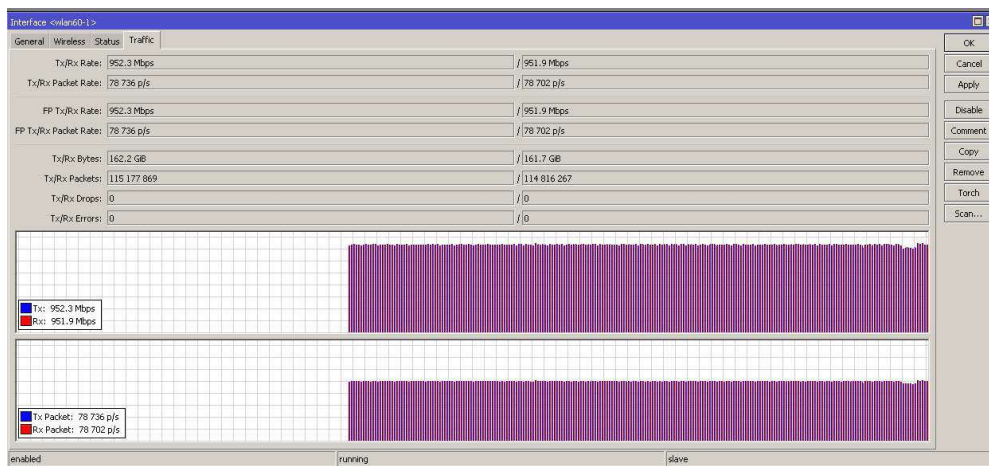 Interface <wlan60-1>
General Wireless Status Traffic
Tx/Rx Rate: 952.3 Mbps / 951.9 Mbps
Tx/Rx Packet Rate: 78 736 p/s / 78 702 p/s
FP Tx/Rx Rate: 952.3 Mbps / 951.9 Mbps
FP Tx/Rx Packet Rate: 78 736 p/s / 78 702 p/s
Tx/Rx Bytes: 162.2 GiB / 161.7 GiB
Tx/Rx Packets: 115 177 869 / 114 816 267
Tx/Rx Drops: 0 / 0
Tx/Rx Errors: 0 / 0
OK
Cancel
Apply
Disable
Comment
Copy
Remove
Torch
Scan...
Tx: 952.3 Mbps
Rx: 951.9 Mbps
Tx Packet: 78 736 p/s
Rx Packet: 78 702 p/s
enabled running slave